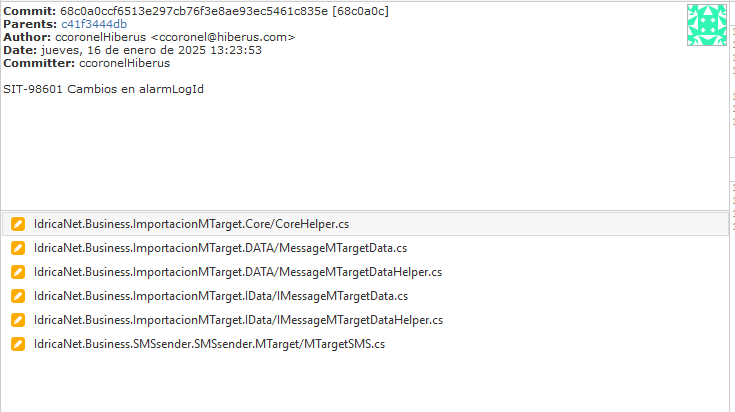 Commit: 68c0a0ccf6513e297cb76f3e8ae93ec5461c835e [68c0a0c]
Parents: c41f3444db
Author: ccoronelHiberus <ccoronel@hiberus.com>
Date: jueves, 16 de enero de 2025 13:23:53
Committer: ccoronelHiberus
SIT-98601 Cambios en alarmLogId
IdricaNet.Business.ImportacionMTarget.Core/CoreHelper.cs
IdricaNet.Business.ImportacionMTarget.DATA/MessageMTargetData.cs
IdricaNet.Business.ImportacionMTarget.DATA/MessageMTargetDataHelper.cs
IdricaNet.Business.ImportacionMTarget.IData/IMessageMTargetData.cs
IdricaNet.Business.ImportacionMTarget.IData/IMessageMTargetDataHelper.cs
IdricaNet.Business.SMSsender.SMSsender.MTarget/MTargetSMS.cs